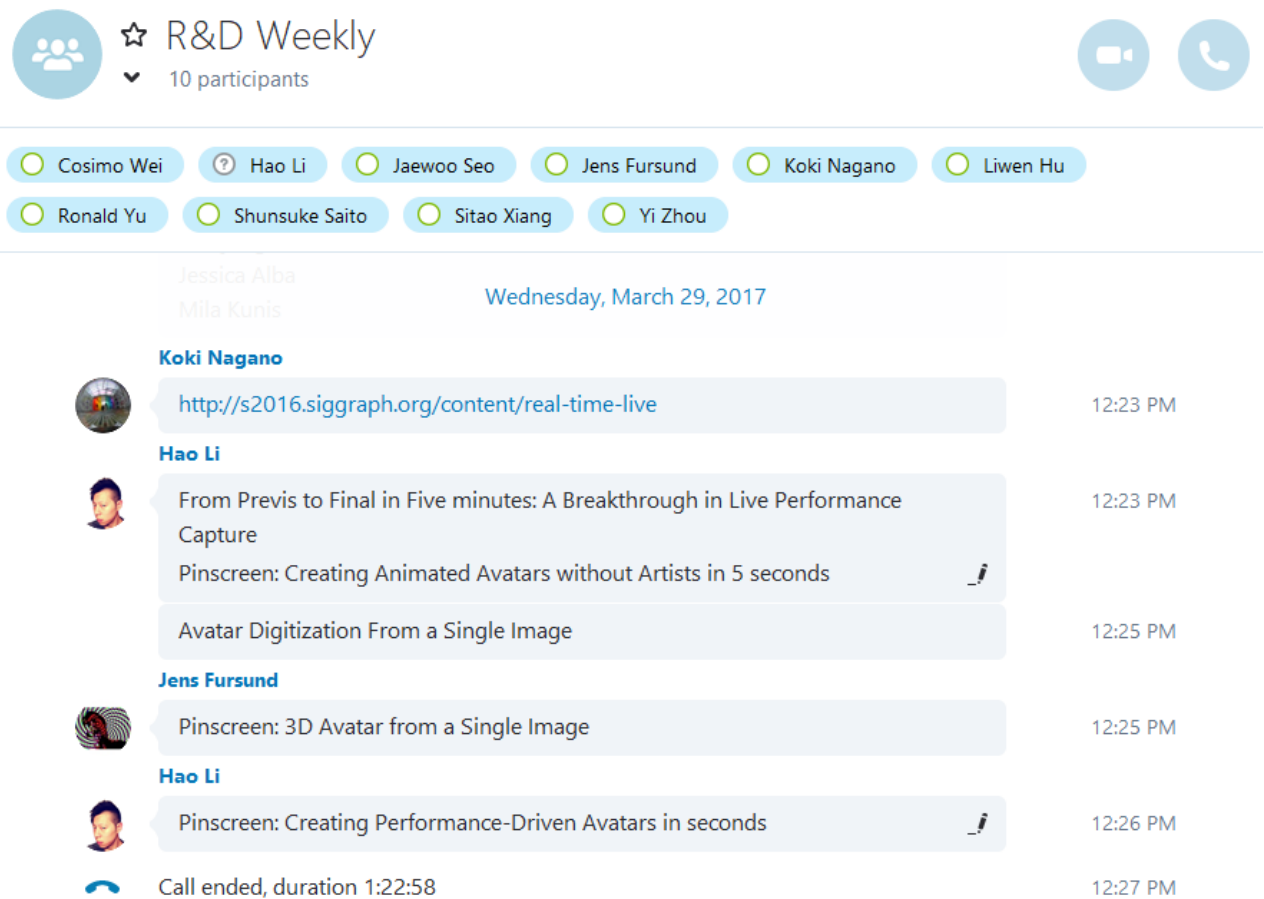 R&D Weekly
10 participants
Cosimo Wei Hao Li Jaewoo Seo Jens Fursund Koki Nagano Liwen Hu
Ronald Yu Shunsuke Saito Sitao Xiang Yi Zhou
Jessica Alba
Wednesday, March 29, 2017
Mila Kunis
Koki Nagano
http://s2016.siggraph.org/content/real-time-live 12:23 PM
Hao Li
From Previs to Final in Five minutes: A Breakthrough in Live Performance 12:23 PM
Capture
Pinscreen: Creating Animated Avatars without Artists in 5 seconds
Avatar Digitization From a Single Image 12:25 PM
Jens Fursund
Pinscreen: 3D Avatar from a Single Image 12:25 PM
Hao Li
Pinscreen: Creating Performance-Driven Avatars in seconds 12:26 PM
Call ended, duration 1:22:58 12:27 PM